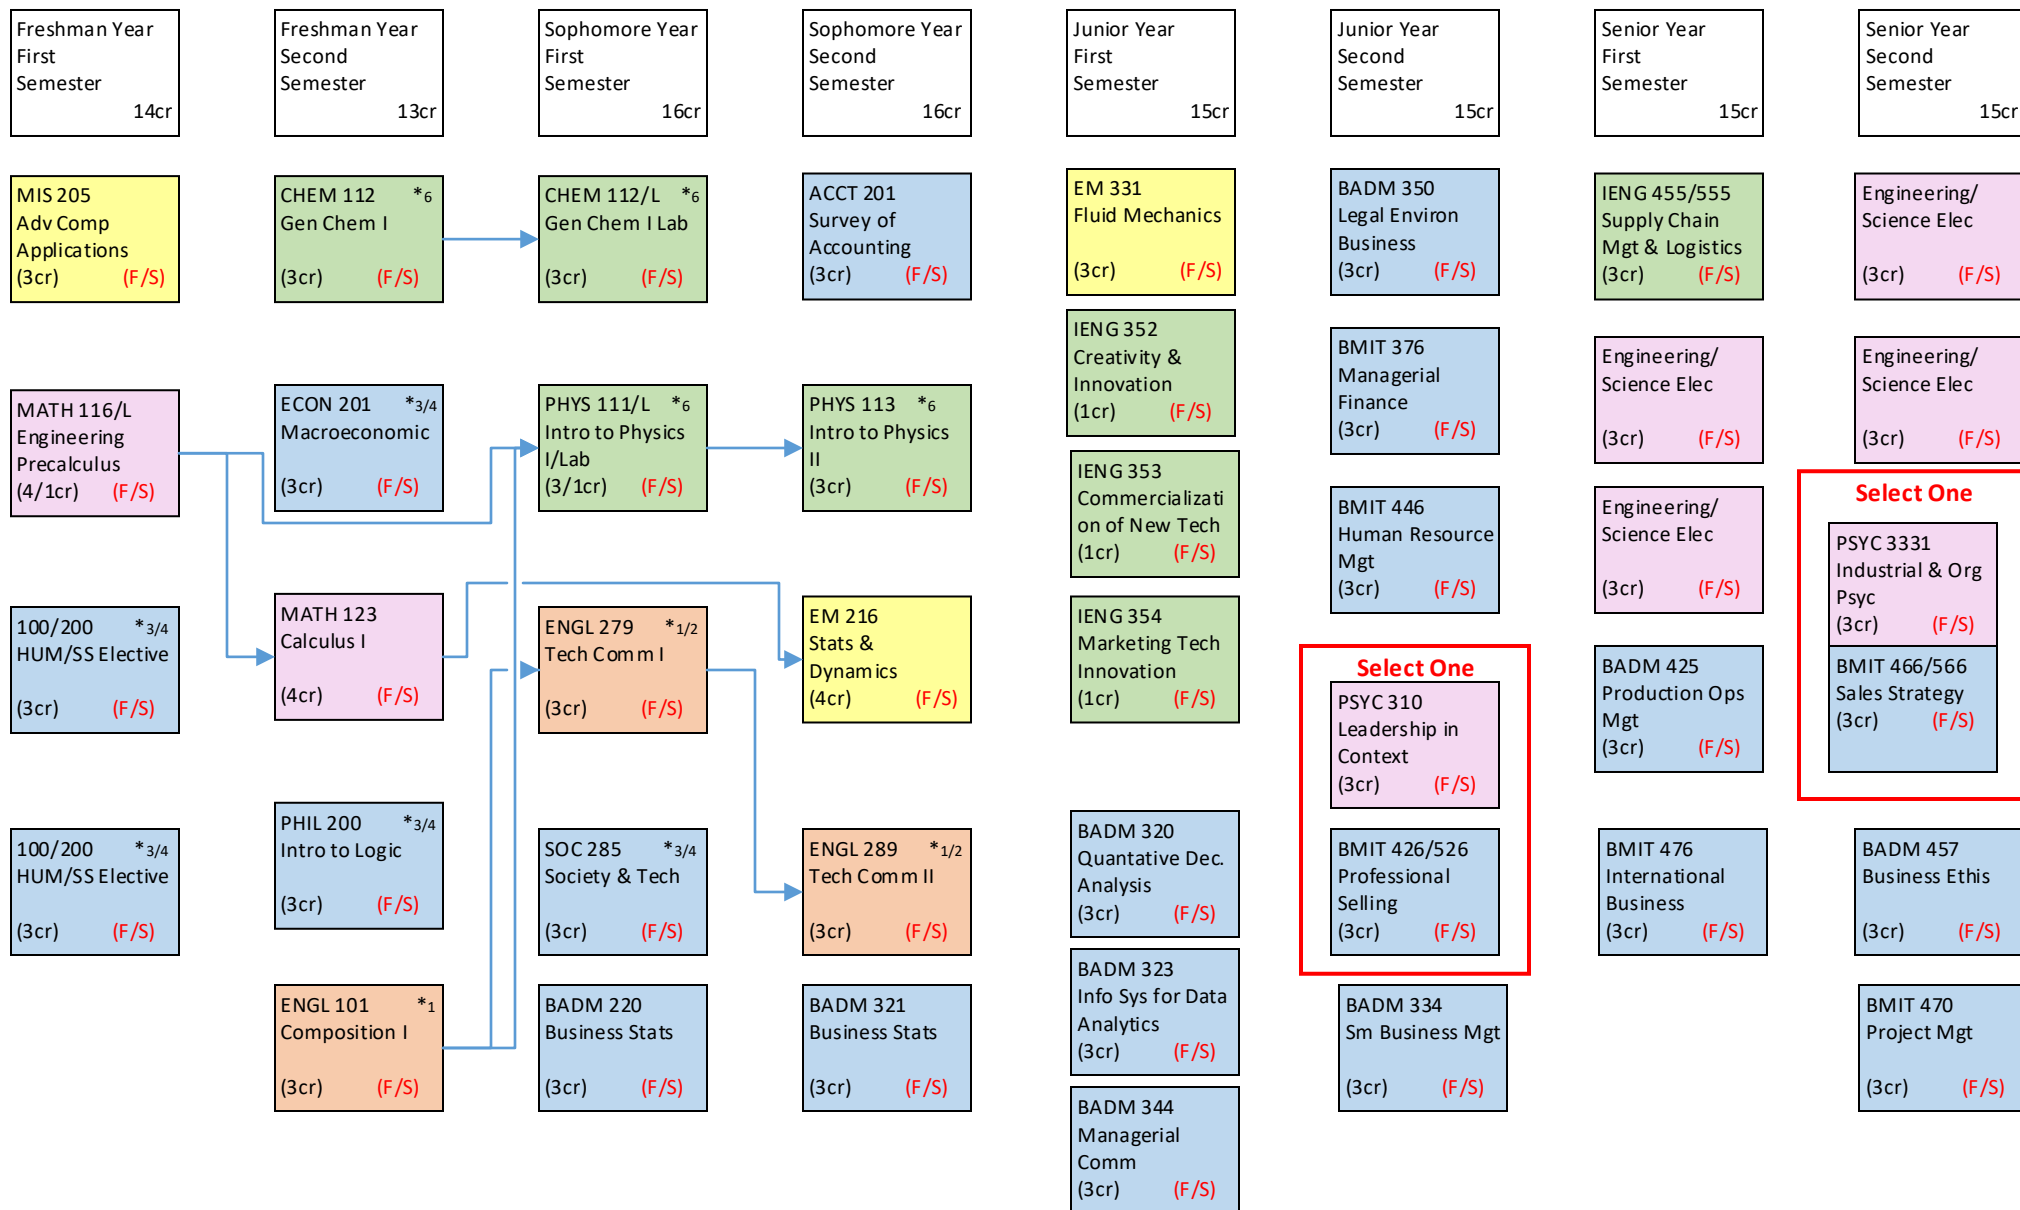 Freshman Year
First
Semester
14cr
Freshman Year
Second
Semester
13cr
Sophomore Year
First
Semester
16cr
Sophomore Year
Second
Semester
16cr
Junior Year
First
Semester
15cr
Junior Year
Second
Semester
15cr
Senior Year
First
Semester
15cr
Senior Year
Second
Semester
15cr
MIS 205
Adv Comp
Applications
(3cr) (F/S)
MATH 116/L
Engineering
Precalculus
(4/1cr) (F/S)
100/200 *3/4
HUM/SS Elective
(3cr) (F/S)
100/200 *3/4
HUM/SS Elective
(3cr) (F/S)
CHEM 112 *6
Gen Chem I
(3cr) (F/S)
ECON 201 *3/4
Macroeconomic
(3cr) (F/S)
MATH 123
Calculus I
(4cr) (F/S)
PHIL 200 *3/4
Intro to Logic
(3cr) (F/S)
ENGL 101 *1
Composition I
(3cr) (F/S)
CHEM 112/L *6
Gen Chem I Lab
(3cr) (F/S)
PHYS 111/L *6
Intro to Physics
I/Lab
(3/1cr) (F/S)
ENGL 279 *1/2
Tech Comm I
(3cr) (F/S)
SOC 285 *3/4
Society & Tech
(3cr) (F/S)
BADM 220
Business Stats
(3cr) (F/S)
ACCT 201
Survey of
Accounting
(3cr) (F/S)
PHYS 113 *6
Intro to Physics
II
(3cr) (F/S)
EM 216
Stats &
Dynamics
(4cr) (F/S)
ENGL 289 *1/2
Tech Comm II
(3cr) (F/S)
BADM 321
Business Stats
(3cr) (F/S)
EM 331
Fluid Mechanics
(3cr) (F/S)
IENG 352
Creativity &
Innovation
(1cr) (F/S)
IENG 353
Commercializati
on of New Tech
(1cr) (F/S)
IENG 354
Marketing Tech
Innovation
(1cr) (F/S)
BADM 320
Quantative Dec.
Analysis
(3cr) (F/S)
BADM 323
Info Sys for Data
Analytics
(3cr) (F/S)
BADM 344
Managerial
Comm
(3cr) (F/S)
BADM 350
Legal Environ
Business
(3cr) (F/S)
BMIT 376
Managerial
Finance
(3cr) (F/S)
BMIT 446
Human Resource
Mgt
(3cr) (F/S)
Select One
PSYC 310
Leadership in
Context
(3cr) (F/S)
BMIT 426/526
Professional
Selling
(3cr) (F/S)
BADM 334
Sm Business Mgt
(3cr) (F/S)
IENG 455/555
Supply Chain
Mgt & Logistics
(3cr) (F/S)
Engineering/
Science Elec
(3cr) (F/S)
Engineering/
Science Elec
(3cr) (F/S)
BADM 425
Production Ops
Mgt
(3cr) (F/S)
BMIT 476
International
Business
(3cr) (F/S)
Engineering/
Science Elec
(3cr) (F/S)
Engineering/
Science Elec
(3cr) (F/S)
Select One
PSYC 3331
Industrial & Org
Psyc
(3cr) (F/S)
BMIT 466/566
Sales Strategy
(3cr) (F/S)
BADM 457
Business Ethis
(3cr) (F/S)
BMIT 470
Project Mgt
(3cr) (F/S)